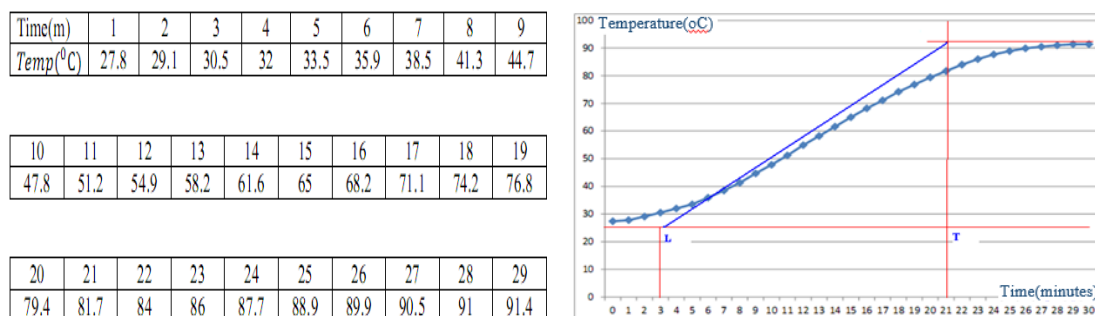 Time(m) 1 2 3 4 5 6 7 8 9
Temp(⁰C) 27.8 29.1 30.5 32 33.5 35.9 38.5 41.3 44.7
10 11 12 13 14 15 16 17 18 19
47.8 51.2 54.9 58.2 61.6 65 68.2 71.1 74.2 76.8
20 21 22 23 24 25 26 27 28 29
79.4 81.7 84 86 87.7 88.9 89.9 90.5 91 91.4
Temperature(oC)
100
90
80
70
60
50
40
30
20
10
0
L
T
Time(minutes)
0 1 2 3 4 5 6 7 8 9 10 11 12 13 14 15 16 17 18 19 20 21 22 23 24 25 26 27 28 29 30